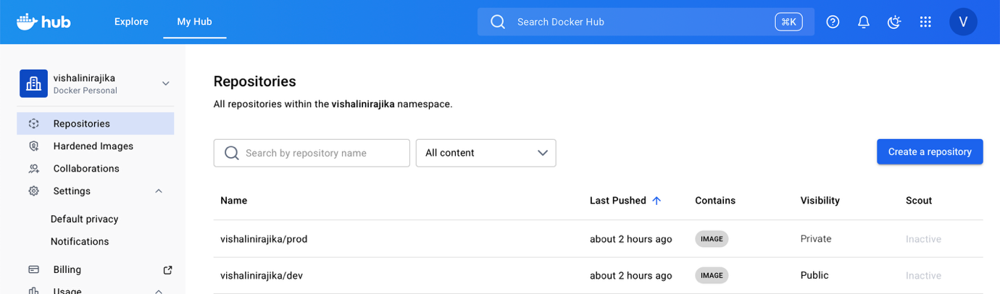 hub Explore My Hub Search Docker Hub ⌘K V
vishalinirajika
Docker Personal
Repositories
Hardened Images
Collaborations
Settings
Default privacy
Notifications
Billing
Usage
Repositories
All repositories within the vishalinirajika namespace.
Search by repository name All content Create a repository
Name Last Pushed Contains Visibility Scout
vishalinirajika/prod about 2 hours ago IMAGE Private Inactive
vishalinirajika/dev about 2 hours ago IMAGE Public Inactive